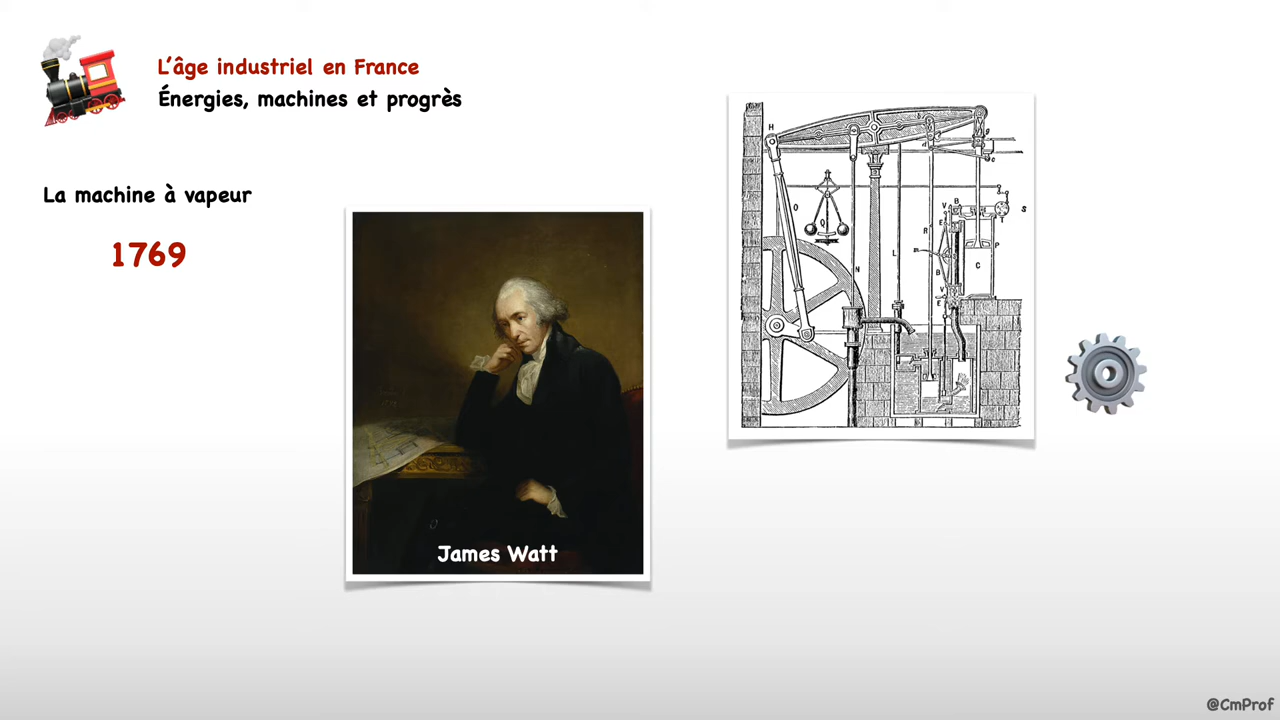 L'âge industriel en France
Énergies, machines et progrès
La machine à vapeur
1769
James Watt
@CmProf